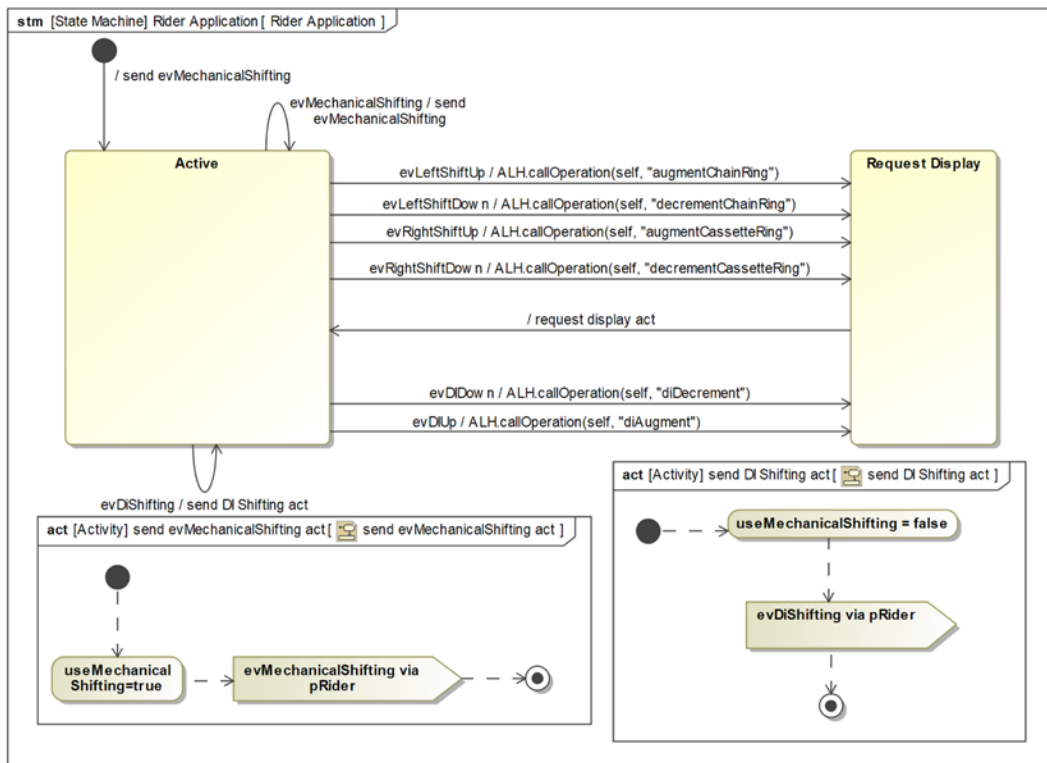 stm [State Machine] Rider Application [ Rider Application ]
/ send evMechanicalShifting
evMechanicalShifting / send
evMechanicalShifting
Active
Request Display
evLeftShiftUp / ALH.callOperation(self, "augmentChainRing")
evLeftShiftDown / ALH.callOperation(self, "decrementChainRing")
evRightShiftUp / ALH.callOperation(self, "augmentCassetteRing")
evRightShiftDown / ALH.callOperation(self, "decrementCassetteRing")
/ request display act
evDIDown / ALH.callOperation(self, "diDecrement")
evDIUp / ALH.callOperation(self, "diAugment")
evDiShifting / send DI Shifting act
act [Activity] send evMechanicalShifting act [ send evMechanicalShifting act ]
useMechanical
Shifting=true
evMechanicalShifting via
pRider
act [Activity] send DI Shifting act [ send DI Shifting act ]
useMechanicalShifting = false
evDiShifting via pRider